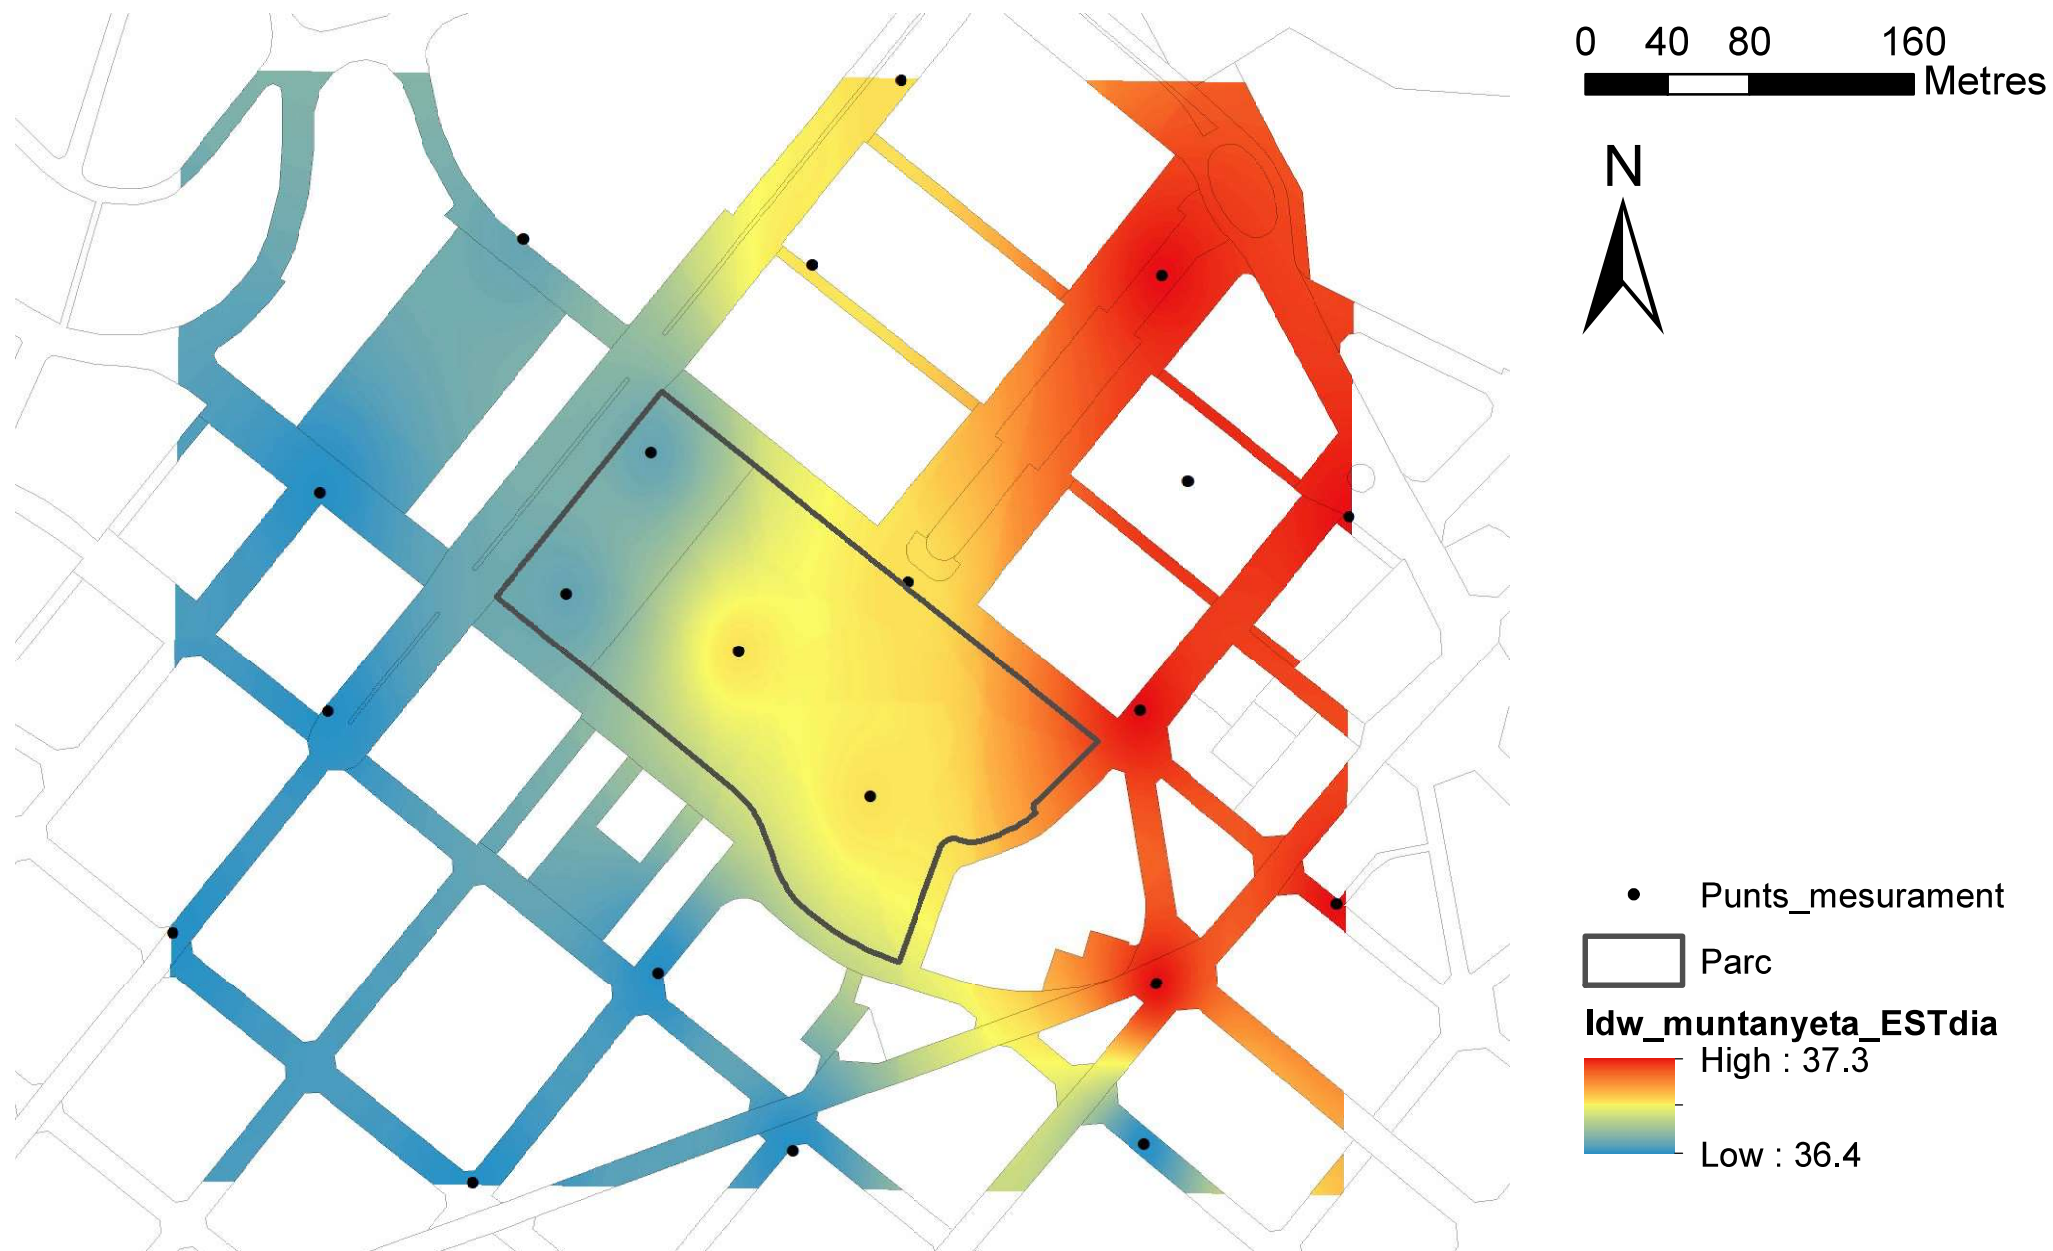 0 40 80 160
Metres
N
Punts_mesurament
Parc
Idw_muntanyeta_ESTdia
High : 37.3
Low : 36.4